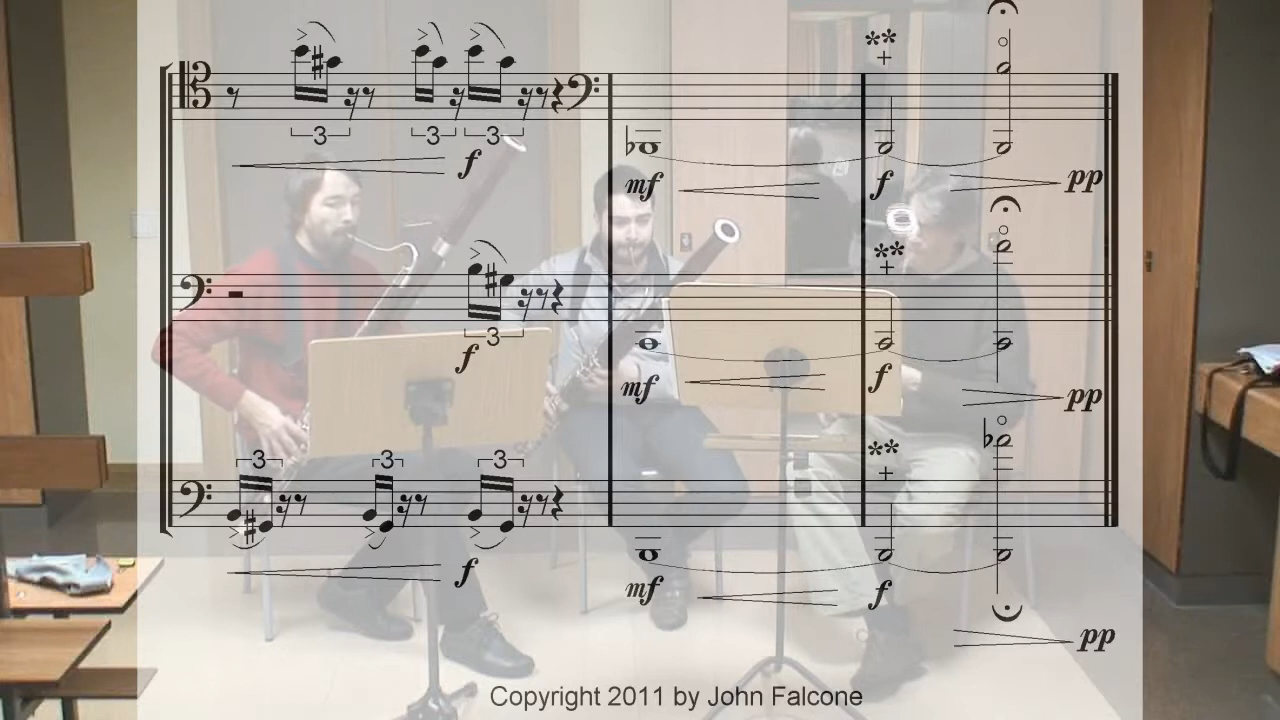 3 3 3
f
mf
f
pp
**
+
**
+
3
f
mf
f
pp
**
+
3 3 3
f
mf
f
pp
Copyright 2011 by John Falcone